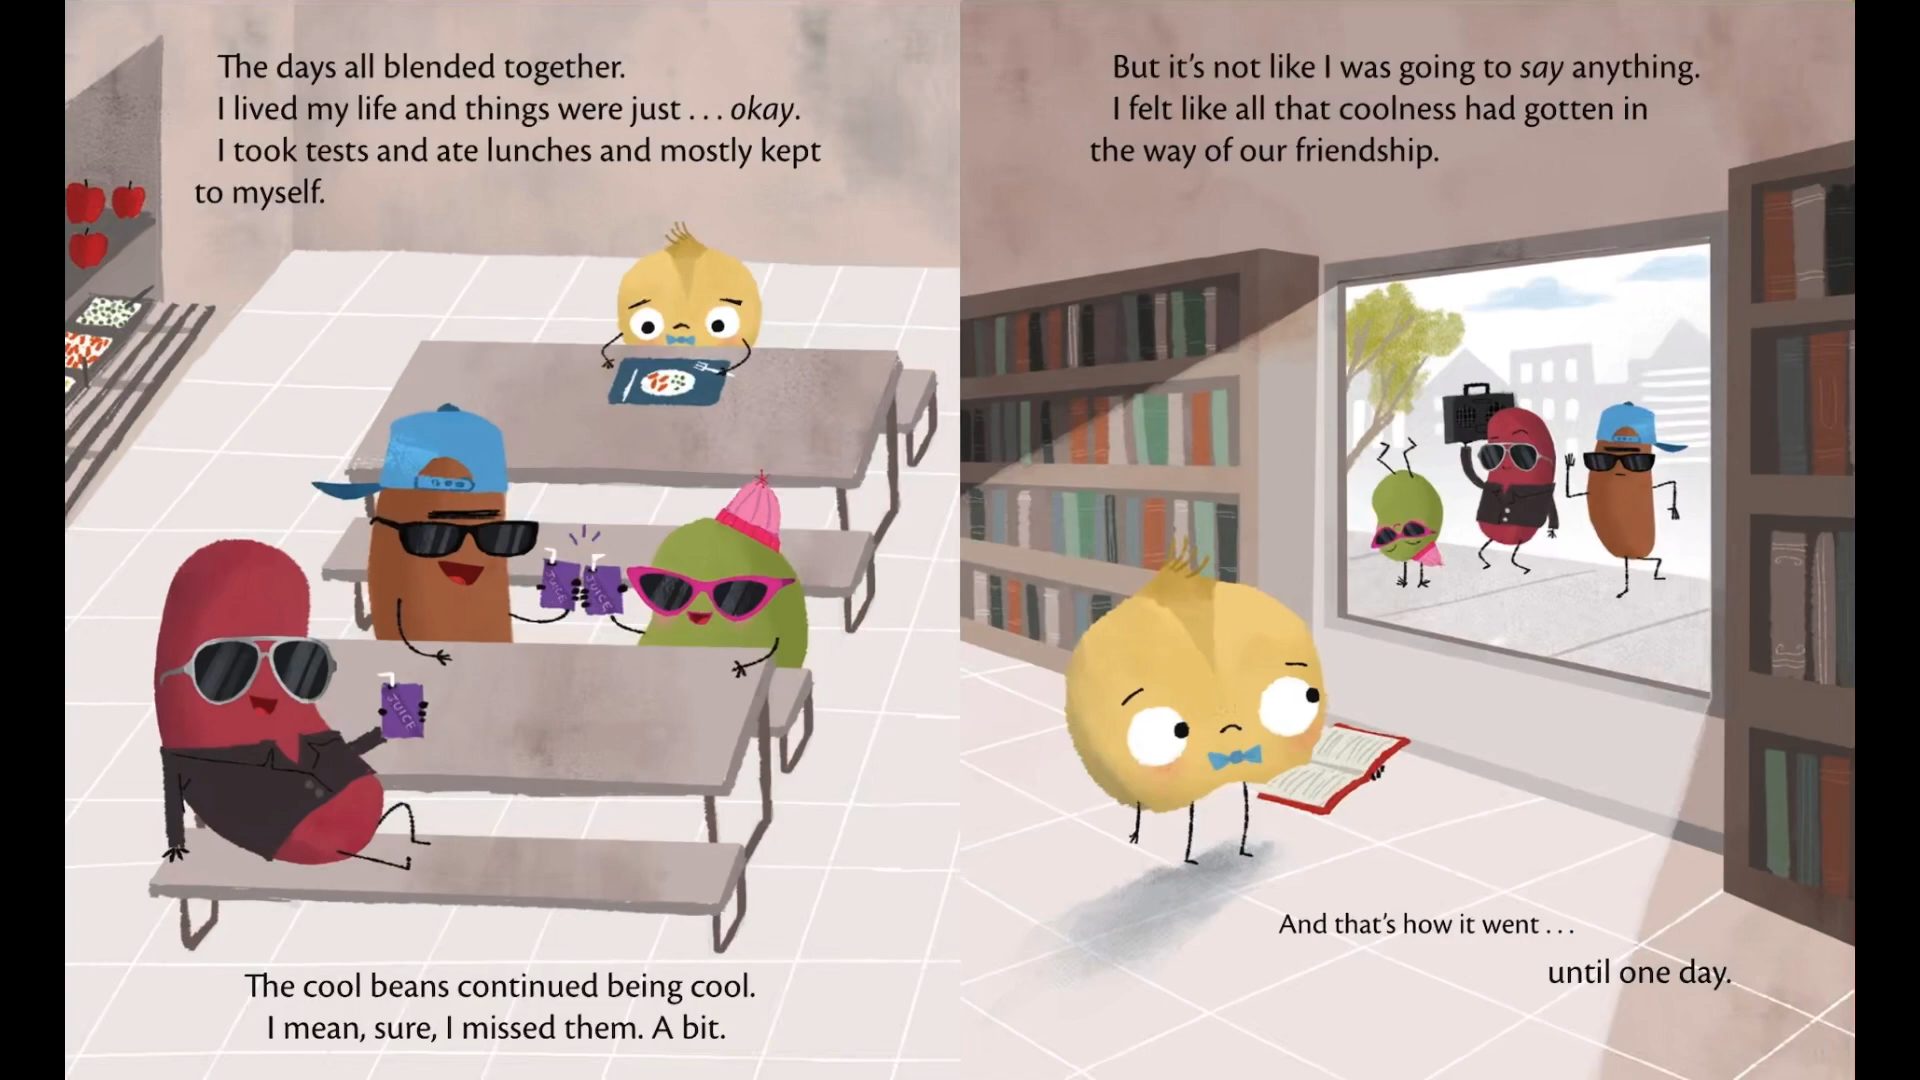 The days all blended together.
I lived my life and things were just . . . okay.
I took tests and ate lunches and mostly kept
to myself.
JUICE
JUICE
JUICE
The cool beans continued being cool.
I mean, sure, I missed them. A bit.
But it’s not like I was going to say anything.
I felt like all that coolness had gotten in
the way of our friendship.
And that’s how it went . . .
until one day.